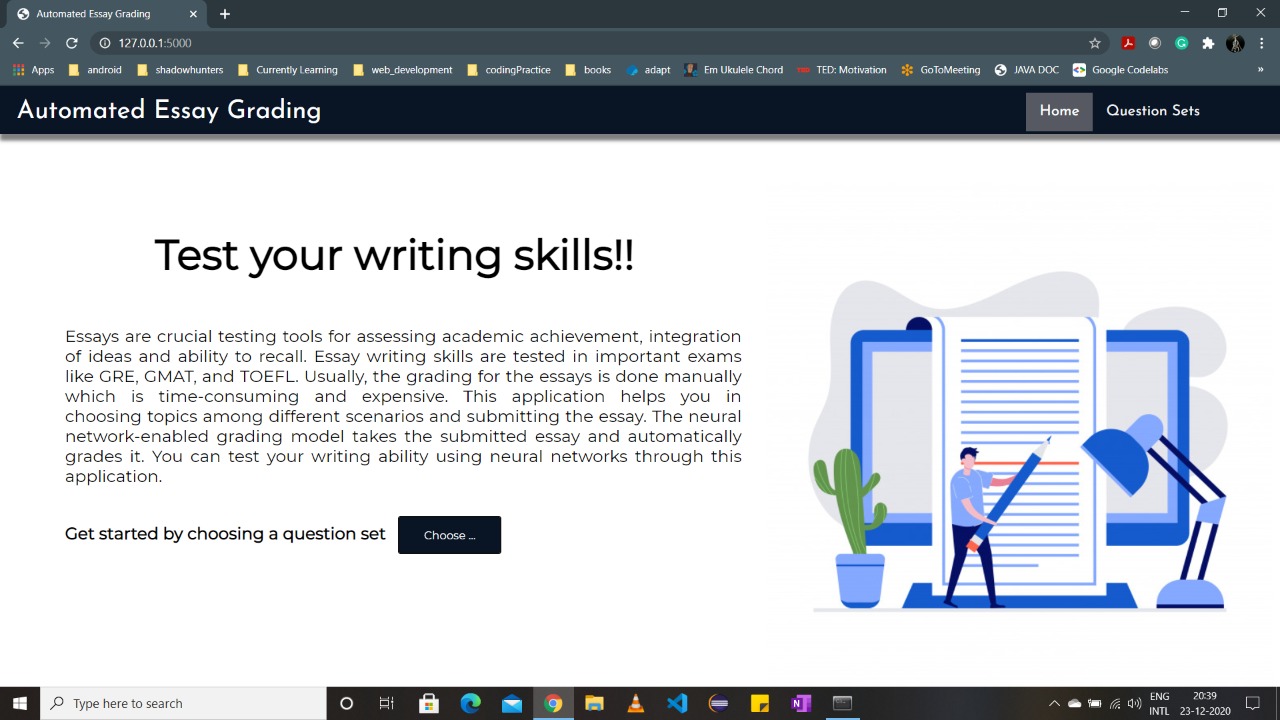 Automated Essay Grading
127.0.0.1:5000
Apps android shadowhunters Currently Learning web_development codingPractice books adapt Em Ukulele Chord TED TED: Motivation GoToMeeting JAVA DOC Google Codelabs »
Automated Essay Grading Home Question Sets
Test your writing skills!!
Essays are crucial testing tools for assessing academic achievement, integration
of ideas and ability to recall. Essay writing skills are tested in important exams
like GRE, GMAT, and TOEFL. Usually, the grading for the essays is done manually
which is time-consuming and expensive. This application helps you in
choosing topics among different scenarios and submitting the essay. The neural
network-enabled grading model takes the submitted essay and automatically
grades it. You can test your writing ability using neural networks through this
application.
Get started by choosing a question set Choose ...
Type here to search
ENG 20:39
INTL 23-12-2020